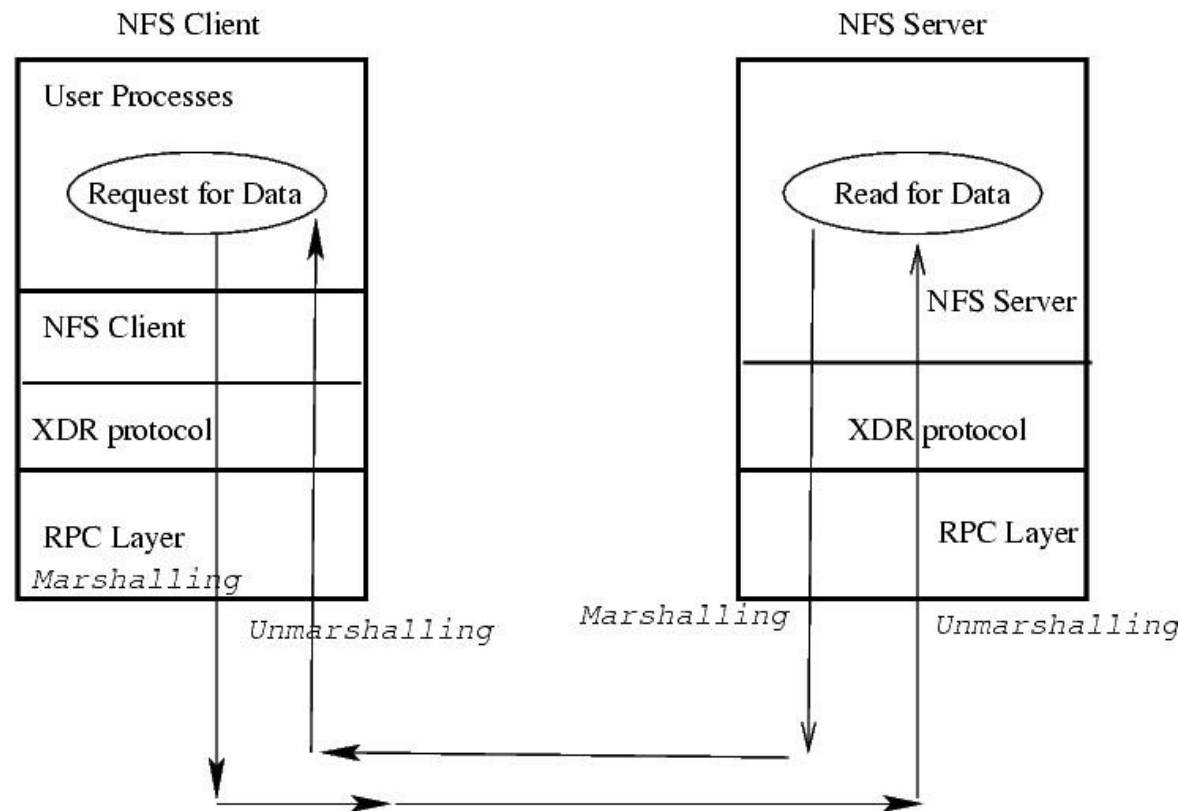 NFS Client
User Processes
Request for Data
NFS Client
XDR protocol
RPC Layer
Marshalling
Unmarshalling
NFS Server
Read for Data
NFS Server
XDR protocol
RPC Layer
Marshalling
Unmarshalling